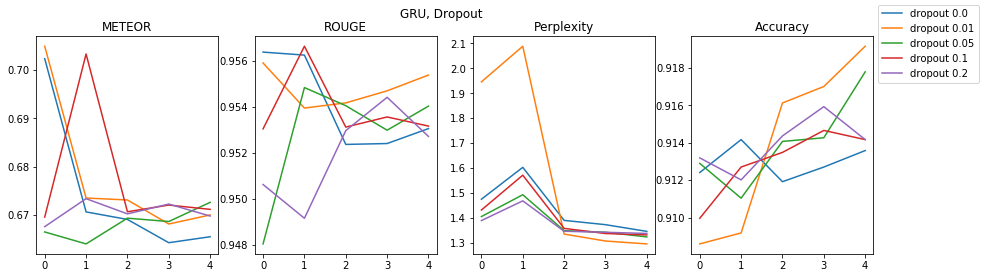 GRU, Dropout
METEOR
0.70
0.69
0.68
0.67
0 1 2 3 4
ROUGE
0.956
0.954
0.952
0.950
0.948
0 1 2 3 4
Perplexity
2.1
2.0
1.9
1.8
1.7
1.6
1.5
1.4
1.3
0 1 2 3 4
Accuracy
0.918
0.916
0.914
0.912
0.910
0 1 2 3 4
dropout 0.0
dropout 0.01
dropout 0.05
dropout 0.1
dropout 0.2